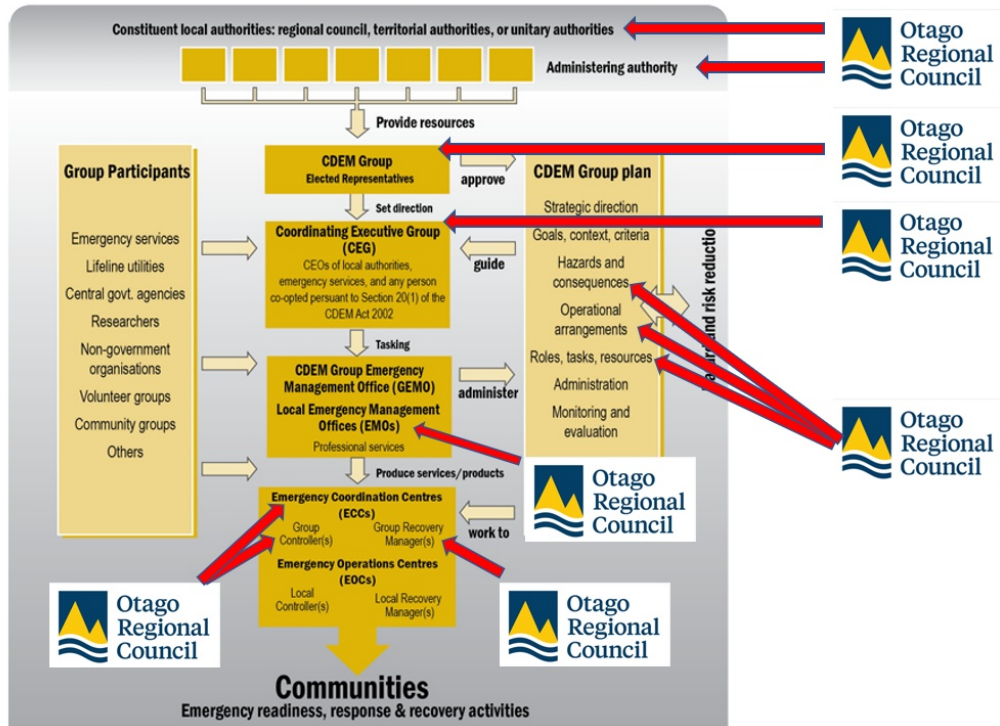 Constituent local authorities: regional council, territorial authorities, or unitary authorities
Administering authority
Provide resources
Group Participants
Emergency services
Lifeline utilities
Central govt. agencies
Researchers
Non-government
organisations
Volunteer groups
Community groups
Others
CDEM Group
Elected Representatives
approve
Set direction
Coordinating Executive Group
(CEG)
CEOs of local authorities,
emergency services, and any person
co-opted pursuant to Section 20(1) of the
CDEM Act 2002
guide
Tasking
CDEM Group Emergency
Management Office (GEMO)
Local Emergency Management
Offices (EMOs)
Professional services
administer
Produce services/products
Emergency Coordination Centres
(ECCs)
Group
Controller(s)
Group Recovery
Manager(s)
Emergency Operations Centres
(EOCs)
Local
Controller(s)
Local Recovery
Manager(s)
work to
CDEM Group plan
Strategic direction
Goals, context, criteria
Hazards and
consequences
Operational
arrangements
Roles, tasks, resources
Administration
Monitoring and
evaluation
and risk reductio
Communities
Emergency readiness, response & recovery activities
Otago
Regional
Council
Otago
Regional
Council
Otago
Regional
Council
Otago
Regional
Council
Otago
Regional
Council
Otago
Regional
Council
Otago
Regional
Council